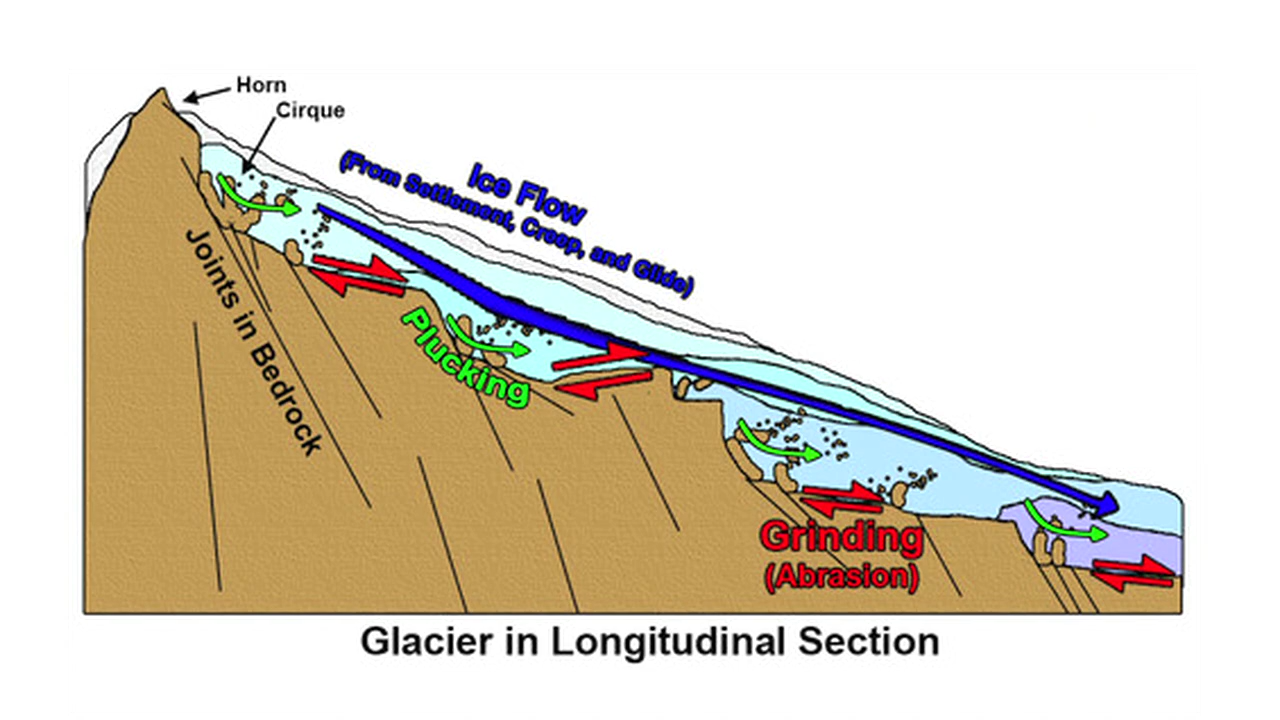 Horn
Cirque
Ice Flow
(From Settlement, Creep, and Glide)
Joints in Bedrock
Plucking
Grinding
(Abrasion)
Glacier in Longitudinal Section